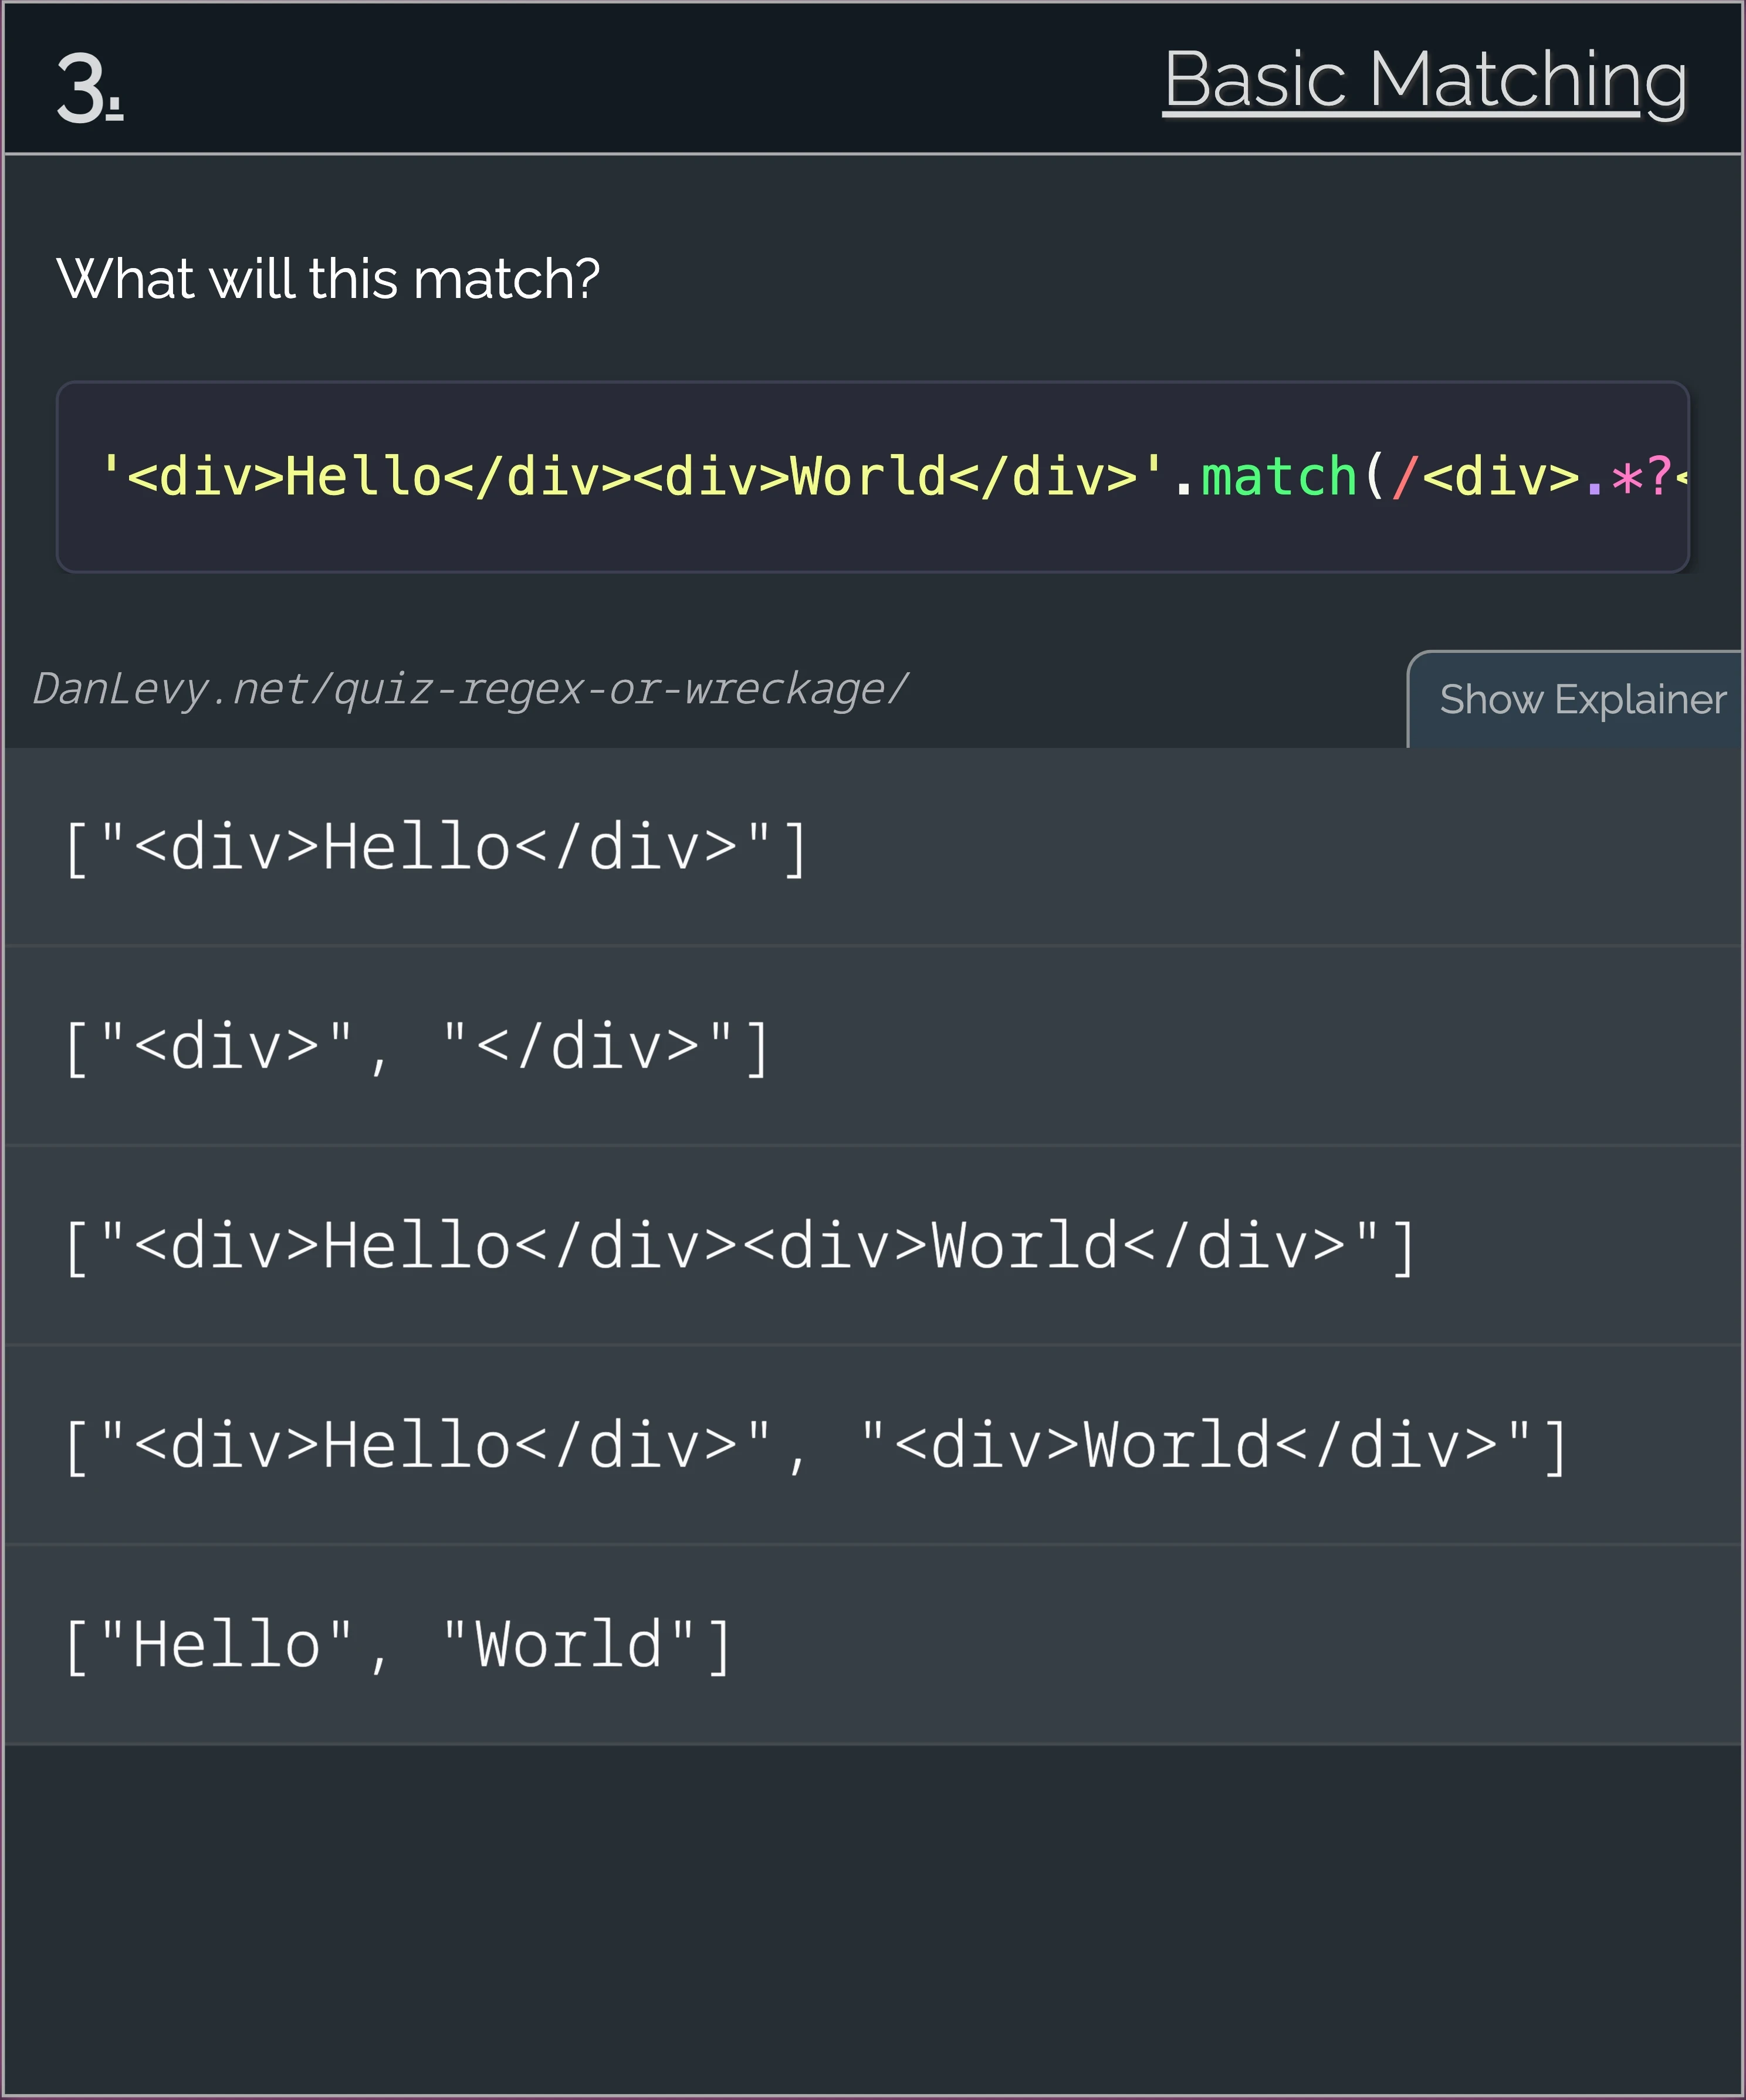 3.
Basic Matching
What will this match?
'<div>Hello</div><div>World</div>'.match(/<div>.*?<
DanLevy.net/quiz-regex-or-wreckage/
Show Explainer
["<div>Hello</div>"]
["<div>", "</div>"]
["<div>Hello</div><div>World</div>"]
["<div>Hello</div>", "<div>World</div>"]
["Hello", "World"]